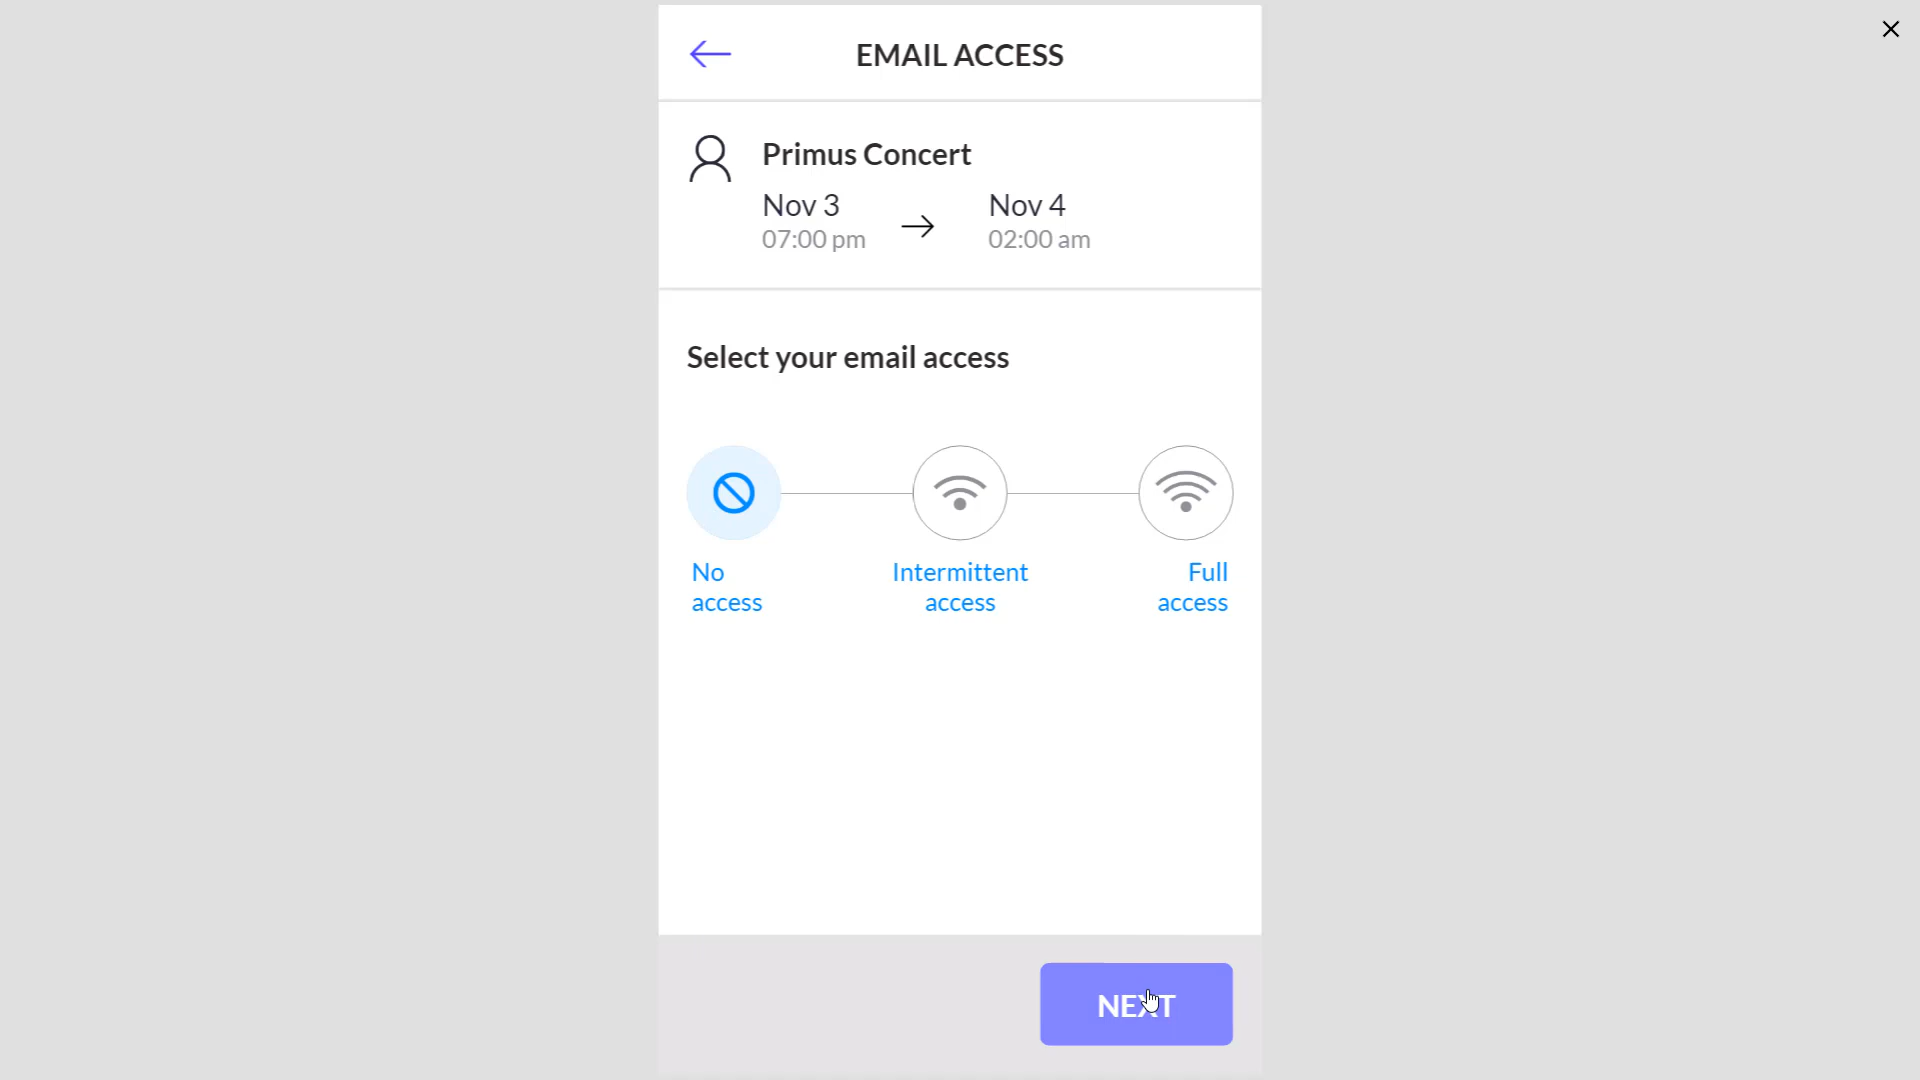 EMAIL ACCESS
Primus Concert
Nov 3
07:00 pm
Nov 4
02:00 am
Select your email access
No
access
Intermittent
access
Full
access
NEXT